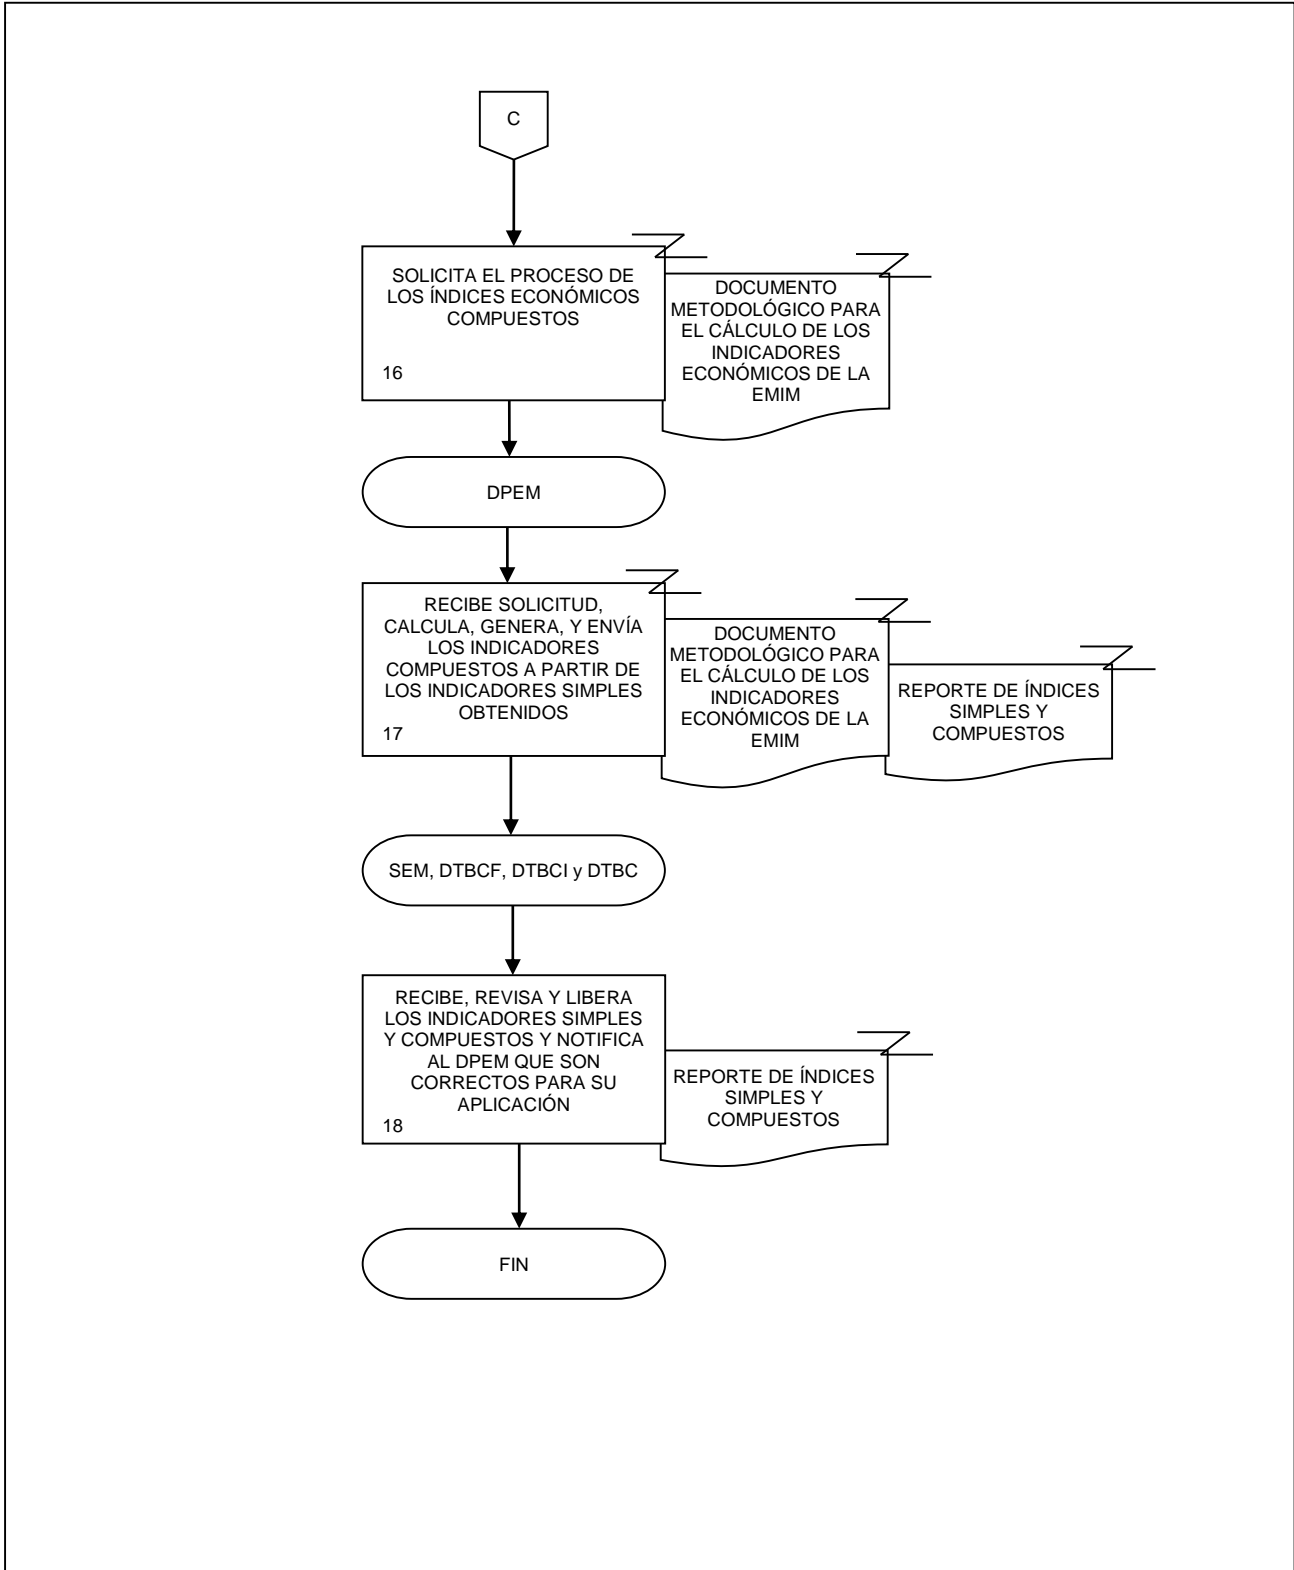 C
SOLICITA EL PROCESO DE
LOS ÍNDICES ECONÓMICOS
COMPUESTOS
16
DOCUMENTO
METODOLÓGICO PARA
EL CÁLCULO DE LOS
INDICADORES
ECONÓMICOS DE LA
EMIM
DPEM
RECIBE SOLICITUD,
CALCULA, GENERA, Y ENVÍA
LOS INDICADORES
COMPUESTOS A PARTIR DE
LOS INDICADORES SIMPLES
OBTENIDOS
17
DOCUMENTO
METODOLÓGICO PARA
EL CÁLCULO DE LOS
INDICADORES
ECONÓMICOS DE LA
EMIM
REPORTE DE ÍNDICES
SIMPLES Y
COMPUESTOS
SEM, DTBCF, DTBCI y DTBC
RECIBE, REVISA Y LIBERA
LOS INDICADORES SIMPLES
Y COMPUESTOS Y NOTIFICA
AL DPEM QUE SON
CORRECTOS PARA SU
APLICACIÓN
18
REPORTE DE ÍNDICES
SIMPLES Y
COMPUESTOS
FIN